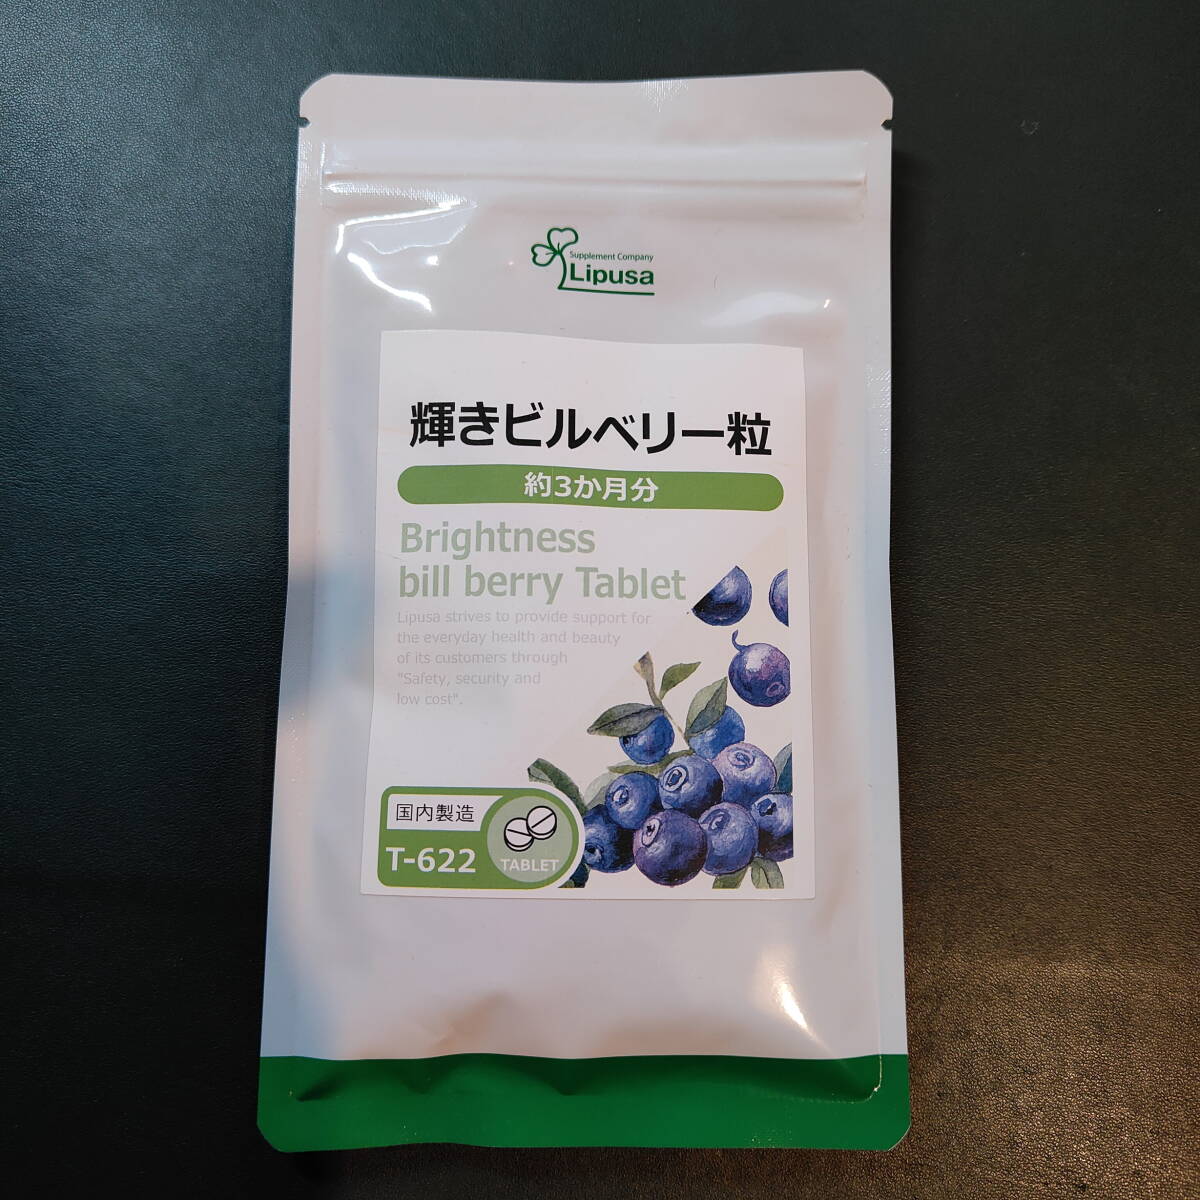 Supplement Company
Lipusa
輝きビルベリー粒
約3か月分
Brightness
bill berry Tablet
Lipusa strives to provide support for
the everyday health and beauty
of its customers through
"Safety, security and
low cost".
国内製造
T-622
TABLET